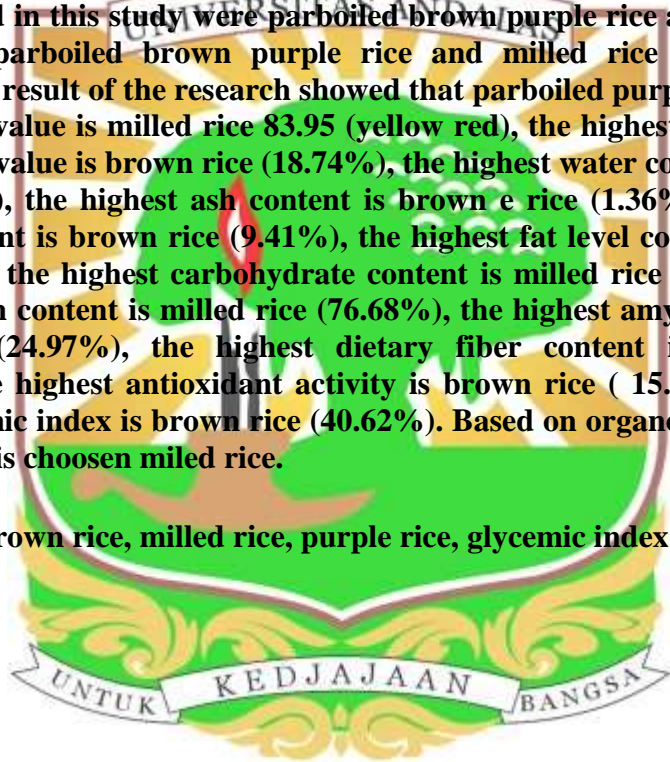 d in this study were parboiled brown purple rice a
UNIVERSITAS ANDALAS
parboiled brown purple rice and milled rice
result of the research showed that parboiled purp
value is milled rice 83.95 (yellow red), the highes
value is brown rice (18.74%), the highest water co
), the highest ash content is brown e rice (1.36%
nt is brown rice (9.41%), the highest fat level co
the highest carbohydrate content is milled rice
h content is milled rice (76.68%), the highest amy
(24.97%), the highest dietary fiber content i
e highest antioxidant activity is brown rice ( 15.
nic index is brown rice (40.62%). Based on organo
is choosen miled rice.
rown rice, milled rice, purple rice, glycemic index
UNTUK KEDJAJAAN BANGSA